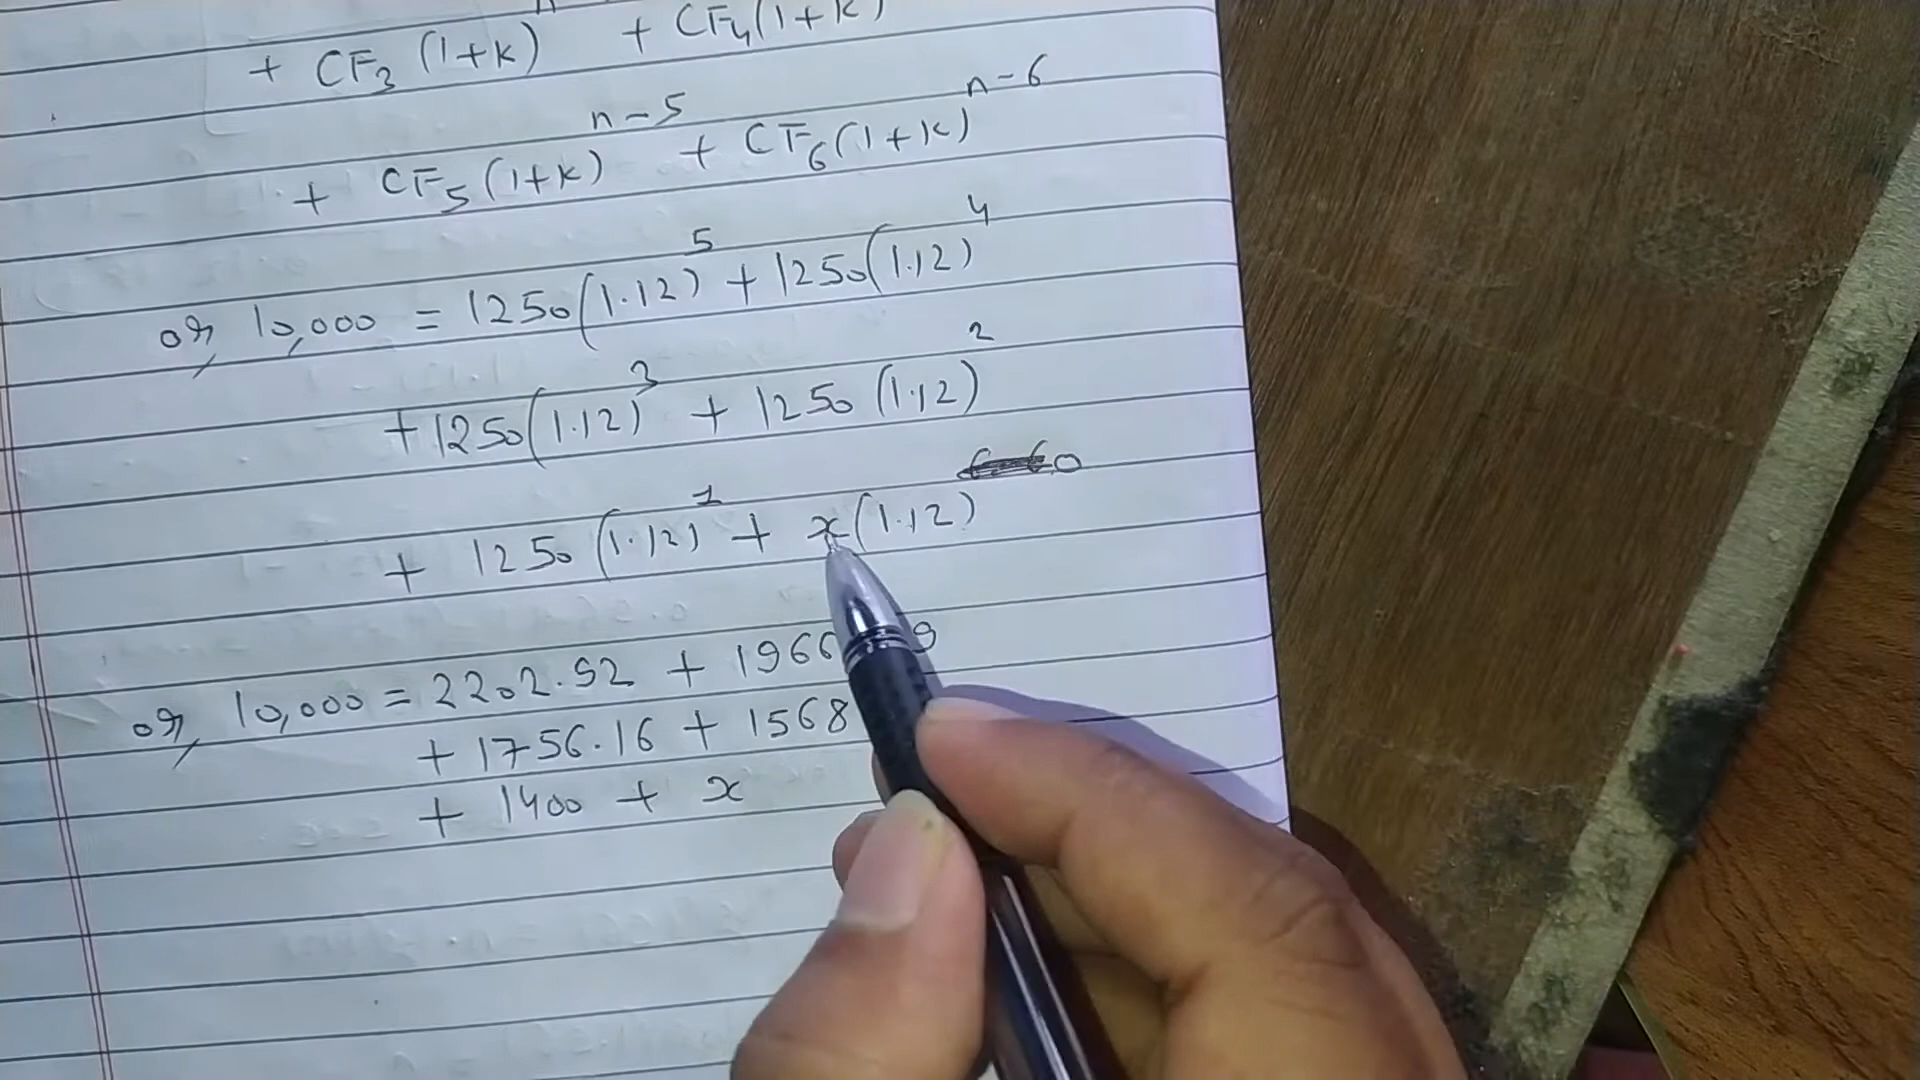 + CF₃ (1+k)ⁿ + CF₄(1+k)
+ CF₅(1+k)ⁿ⁻⁵ + CF₆(1+k)ⁿ⁻⁶
or, 10,000 = 1250(1.12)⁵ + 1250(1.12)⁴
+ 1250(1.12)³ + 1250(1.12)²
+ 1250(1.12)¹ + x(1.12)⁰
or, 10,000 = 2202.92 + 1966 9
+ 1756.16 + 1568
+ 1400 + x